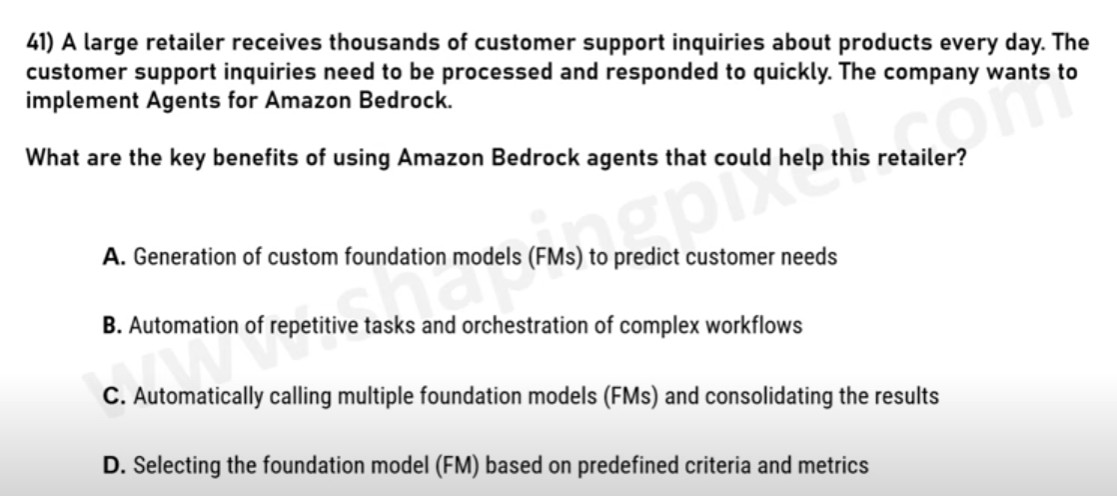 41) A large retailer receives thousands of customer support inquiries about products every day. The
customer support inquiries need to be processed and responded to quickly. The company wants to
implement Agents for Amazon Bedrock.
What are the key benefits of using Amazon Bedrock agents that could help this retailer?
A. Generation of custom foundation models (FMs) to predict customer needs
B. Automation of repetitive tasks and orchestration of complex workflows
C. Automatically calling multiple foundation models (FMs) and consolidating the results
D. Selecting the foundation model (FM) based on predefined criteria and metrics
www.shapingpixel.com